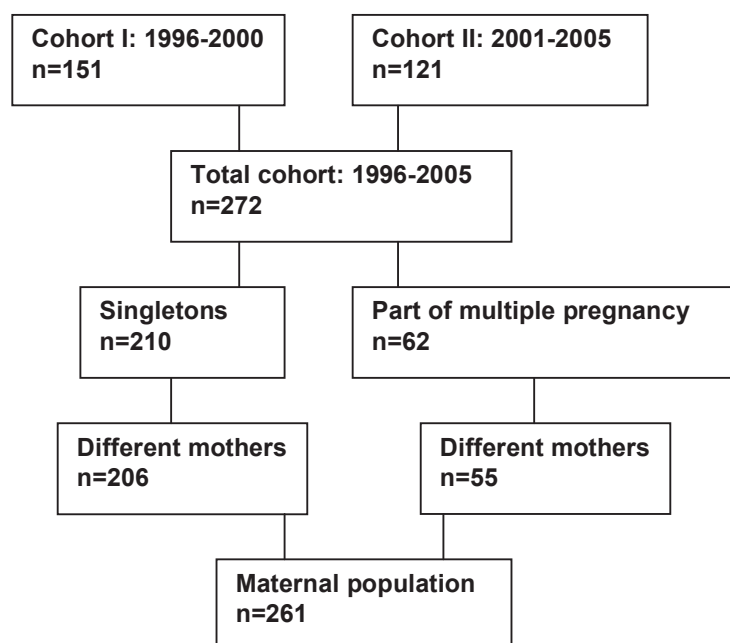 Cohort I: 1996-2000
n=151
Cohort II: 2001-2005
n=121
Total cohort: 1996-2005
n=272
Singletons
n=210
Part of multiple pregnancy
n=62
Different mothers
n=206
Different mothers
n=55
Maternal population
n=261